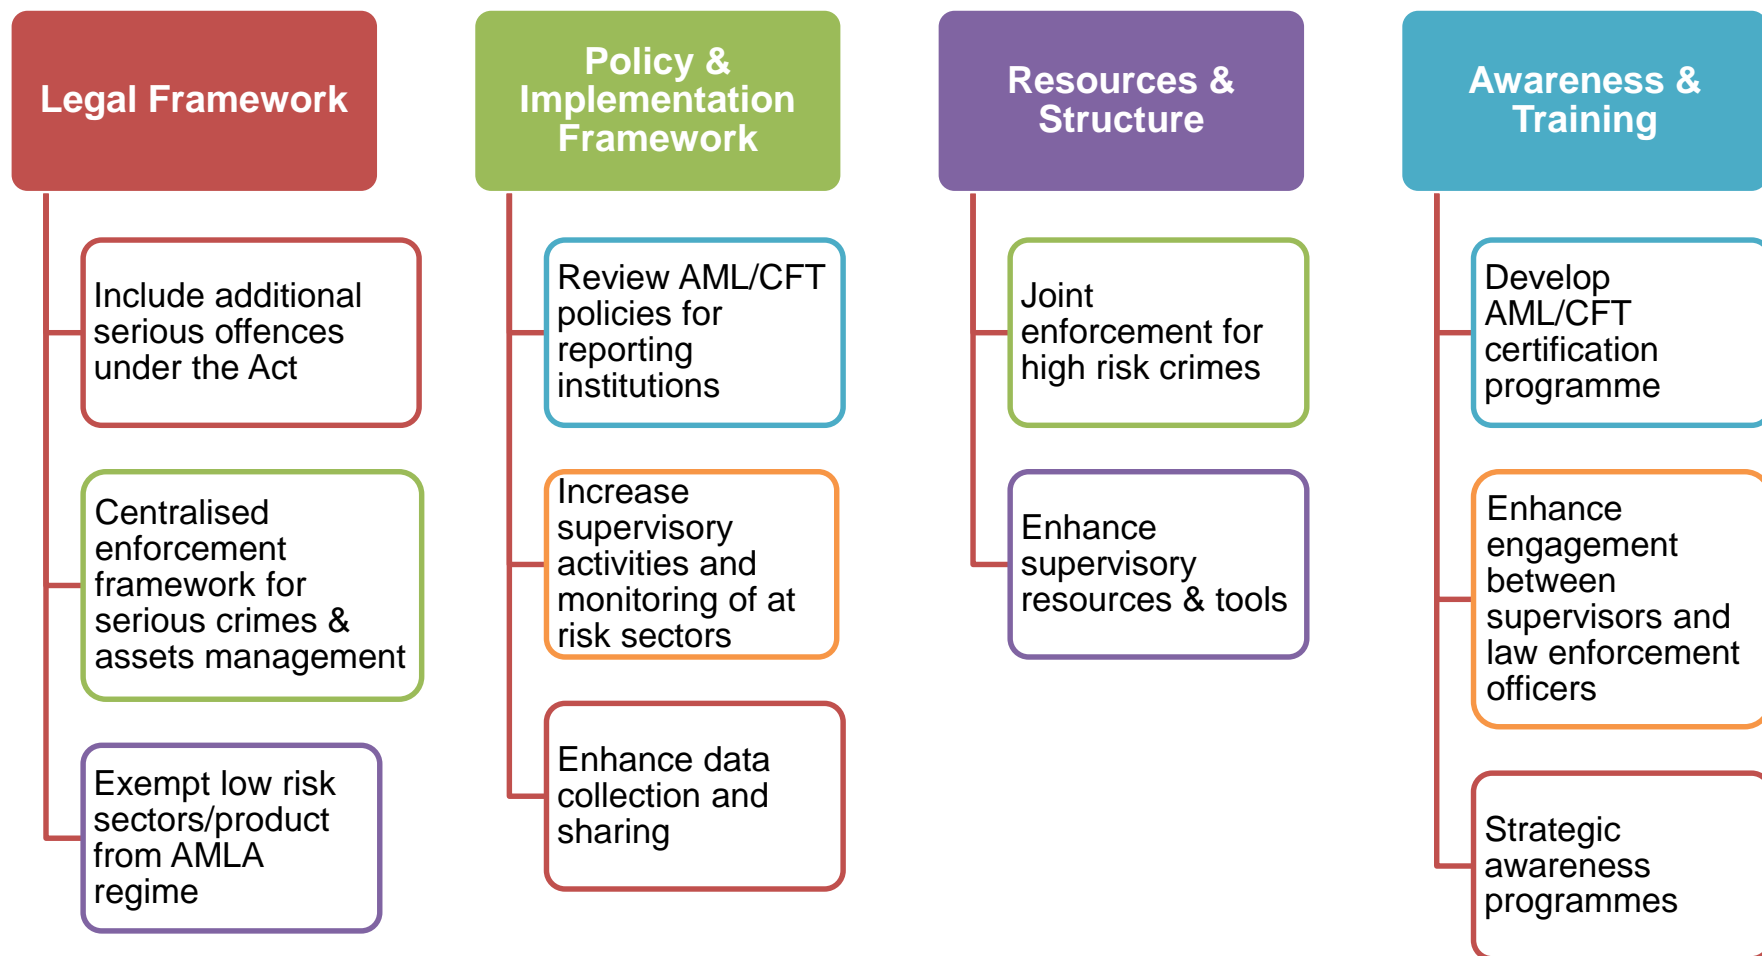 Legal Framework
Include additional
serious offences
under the Act
Centralised
enforcement
framework for
serious crimes &
assets management
Exempt low risk
sectors/product
from AMLA
regime
Policy &
Implementation
Framework
Review AML/CFT
policies for
reporting
institutions
Increase
supervisory
activities and
monitoring of at
risk sectors
Enhance data
collection and
sharing
Resources &
Structure
Joint
enforcement for
high risk crimes
Enhance
supervisory
resources & tools
Awareness &
Training
Develop
AML/CFT
certification
programme
Enhance
engagement
between
supervisors and
law enforcement
officers
Strategic
awareness
programmes